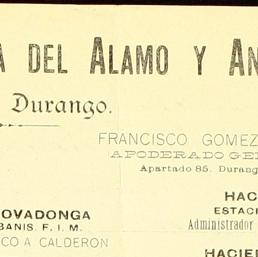 A DEL ALAMO Y AN
Durango.
FRANCISCO GOMEZ
APODERADO GE
Apartado 85. Durang
HAC
OVADONGA
ESTACI
BANIS. F. I. M.
Administrador
CO A CALDERON
HACIE